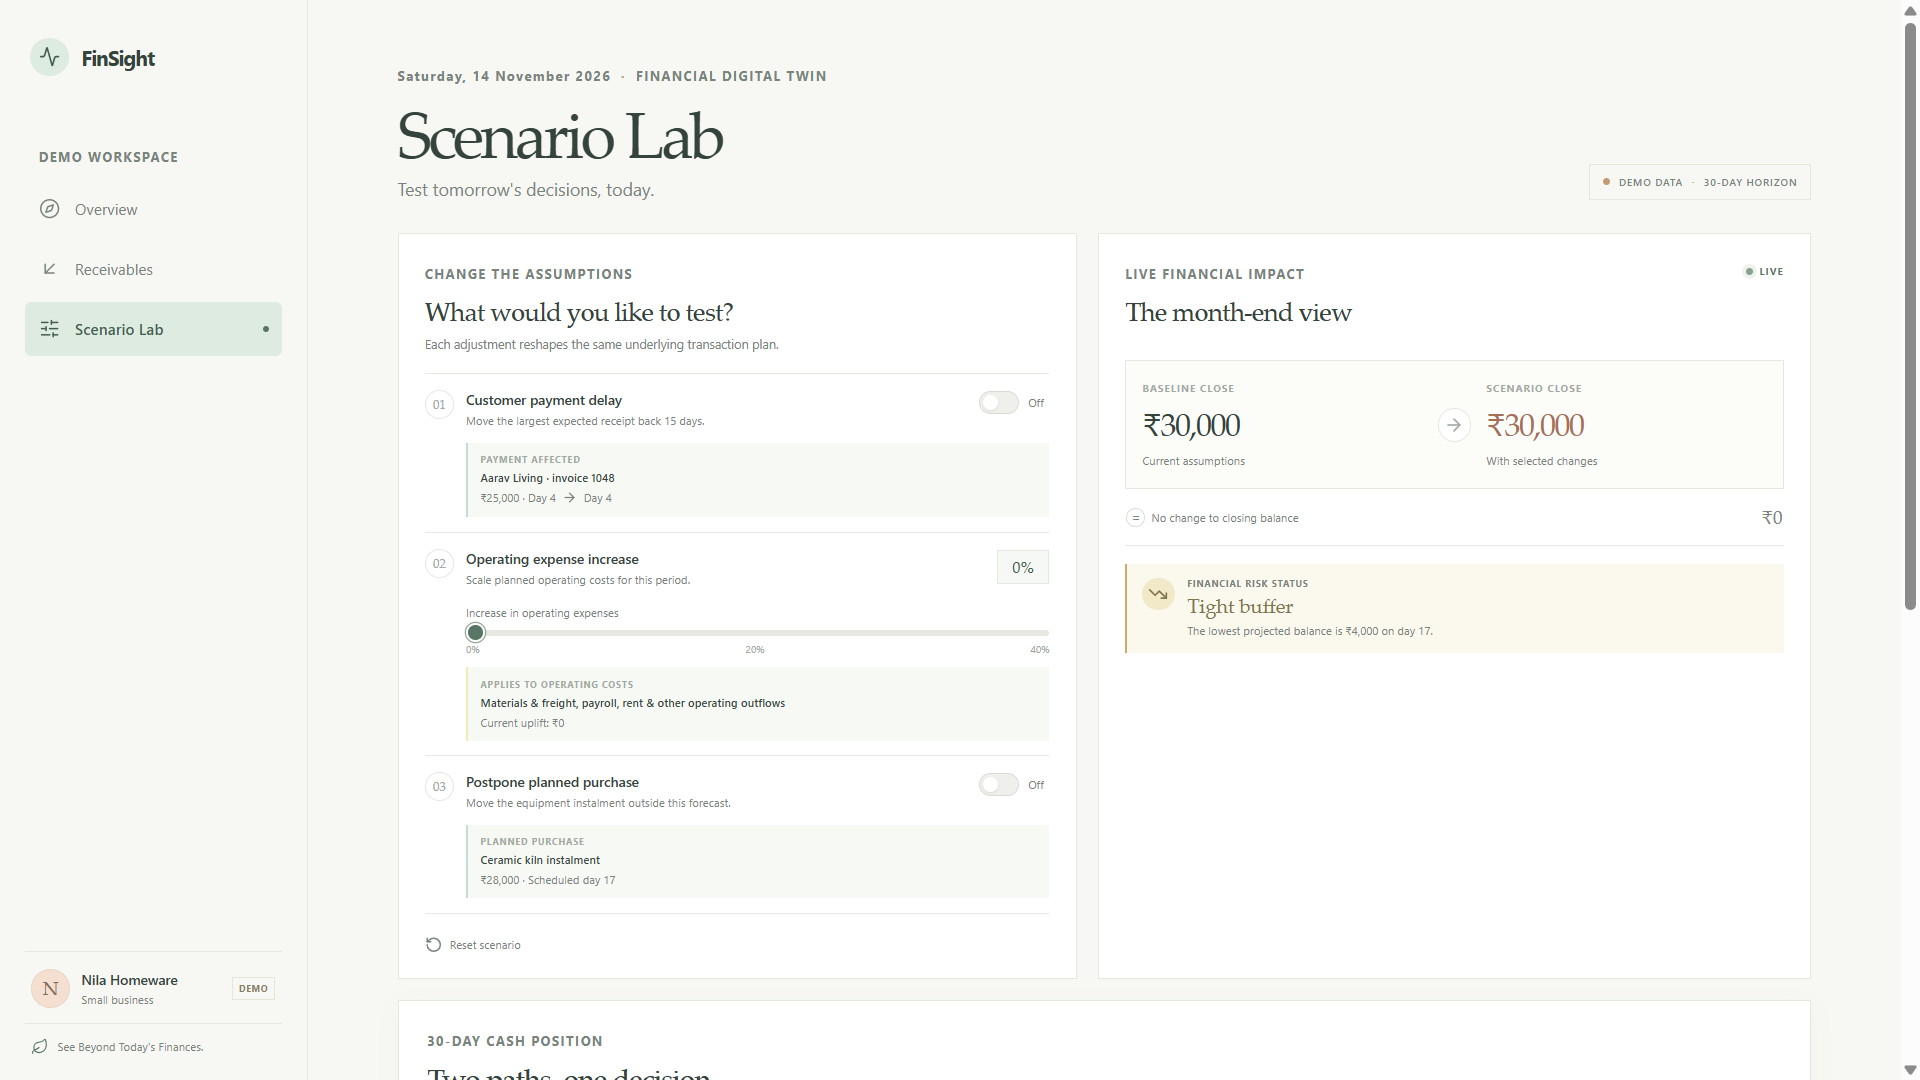 FinSight
DEMO WORKSPACE
Overview
Receivables
Scenario Lab
N
Nila Homeware
Small business
DEMO
See Beyond Today's Finances.
Saturday, 14 November 2026 · FINANCIAL DIGITAL TWIN
Scenario Lab
Test tomorrow's decisions, today.
DEMO DATA · 30-DAY HORIZON
CHANGE THE ASSUMPTIONS
What would you like to test?
Each adjustment reshapes the same underlying transaction plan.
01
Customer payment delay
Off
Move the largest expected receipt back 15 days.
PAYMENT AFFECTED
Aarav Living · invoice 1048
₹25,000 · Day 4 → Day 4
02
Operating expense increase
0%
Scale planned operating costs for this period.
Increase in operating expenses
0% 20% 40%
APPLIES TO OPERATING COSTS
Materials & freight, payroll, rent & other operating outflows
Current uplift: ₹0
03
Postpone planned purchase
Off
Move the equipment instalment outside this forecast.
PLANNED PURCHASE
Ceramic kiln instalment
₹28,000 · Scheduled day 17
Reset scenario
LIVE FINANCIAL IMPACT
LIVE
The month-end view
BASELINE CLOSE
₹30,000
Current assumptions
→
SCENARIO CLOSE
₹30,000
With selected changes
= No change to closing balance ₹0
FINANCIAL RISK STATUS
Tight buffer
The lowest projected balance is ₹4,000 on day 17.
30-DAY CASH POSITION
Two paths, one decision